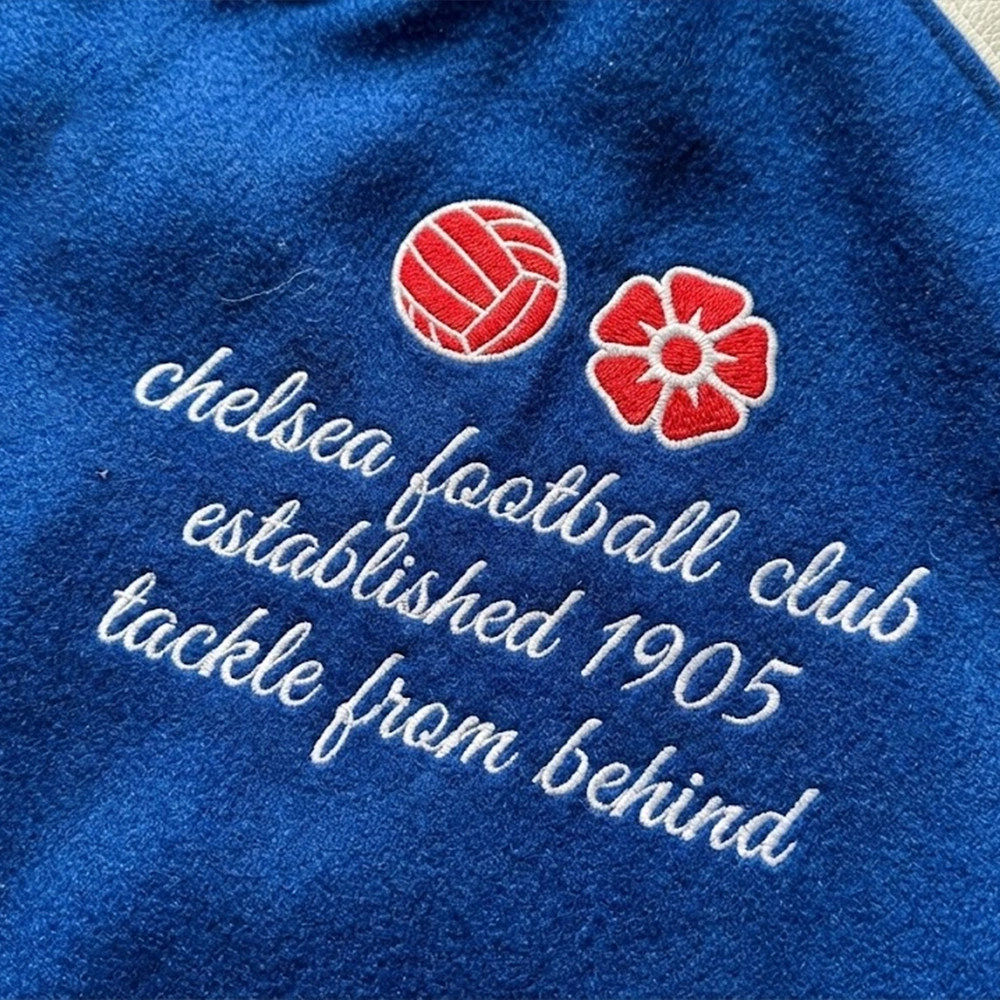 chelsea football club
established 1905
tackle from behind